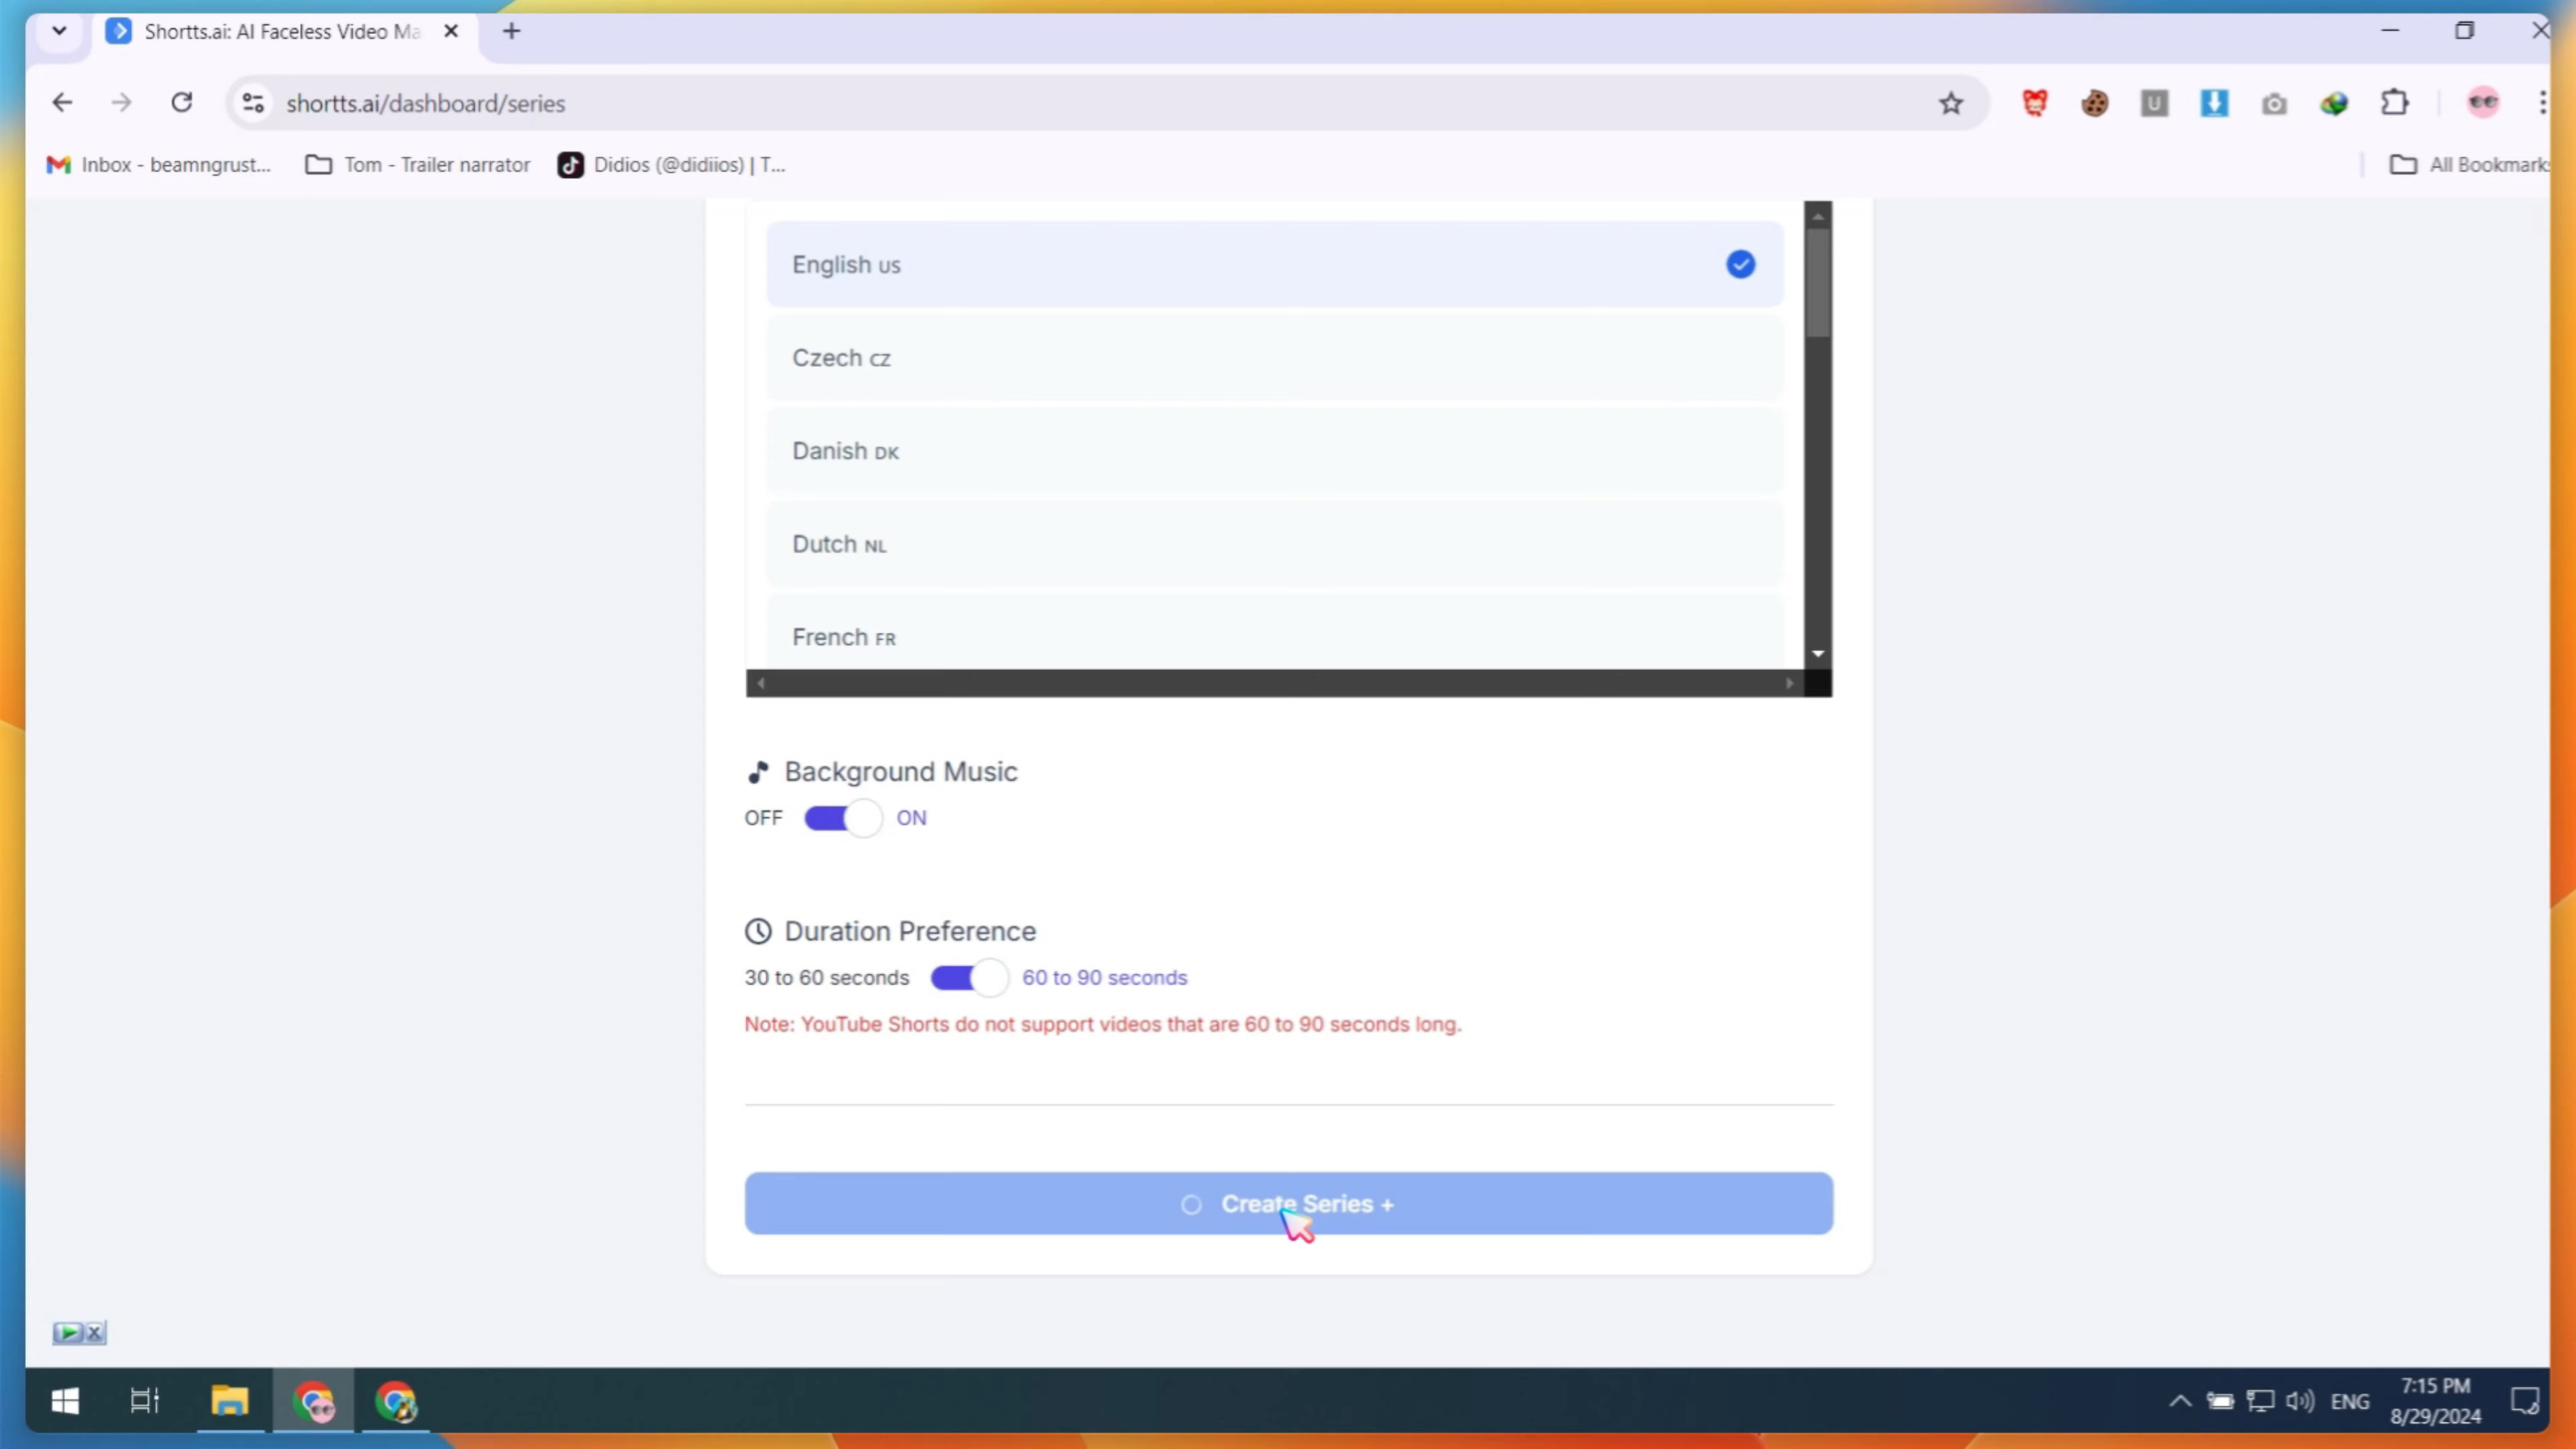 Shortts.ai: AI Faceless Video Ma
shortts.ai/dashboard/series
Inbox - beamngrust...
Tom - Trailer narrator
Didios (@didiios) | T...
All Bookmarks
English US
Czech CZ
Danish DK
Dutch NL
French FR
Background Music
OFF
ON
Duration Preference
30 to 60 seconds
60 to 90 seconds
Note: YouTube Shorts do not support videos that are 60 to 90 seconds long.
Create Series +
ENG
7:15 PM
8/29/2024